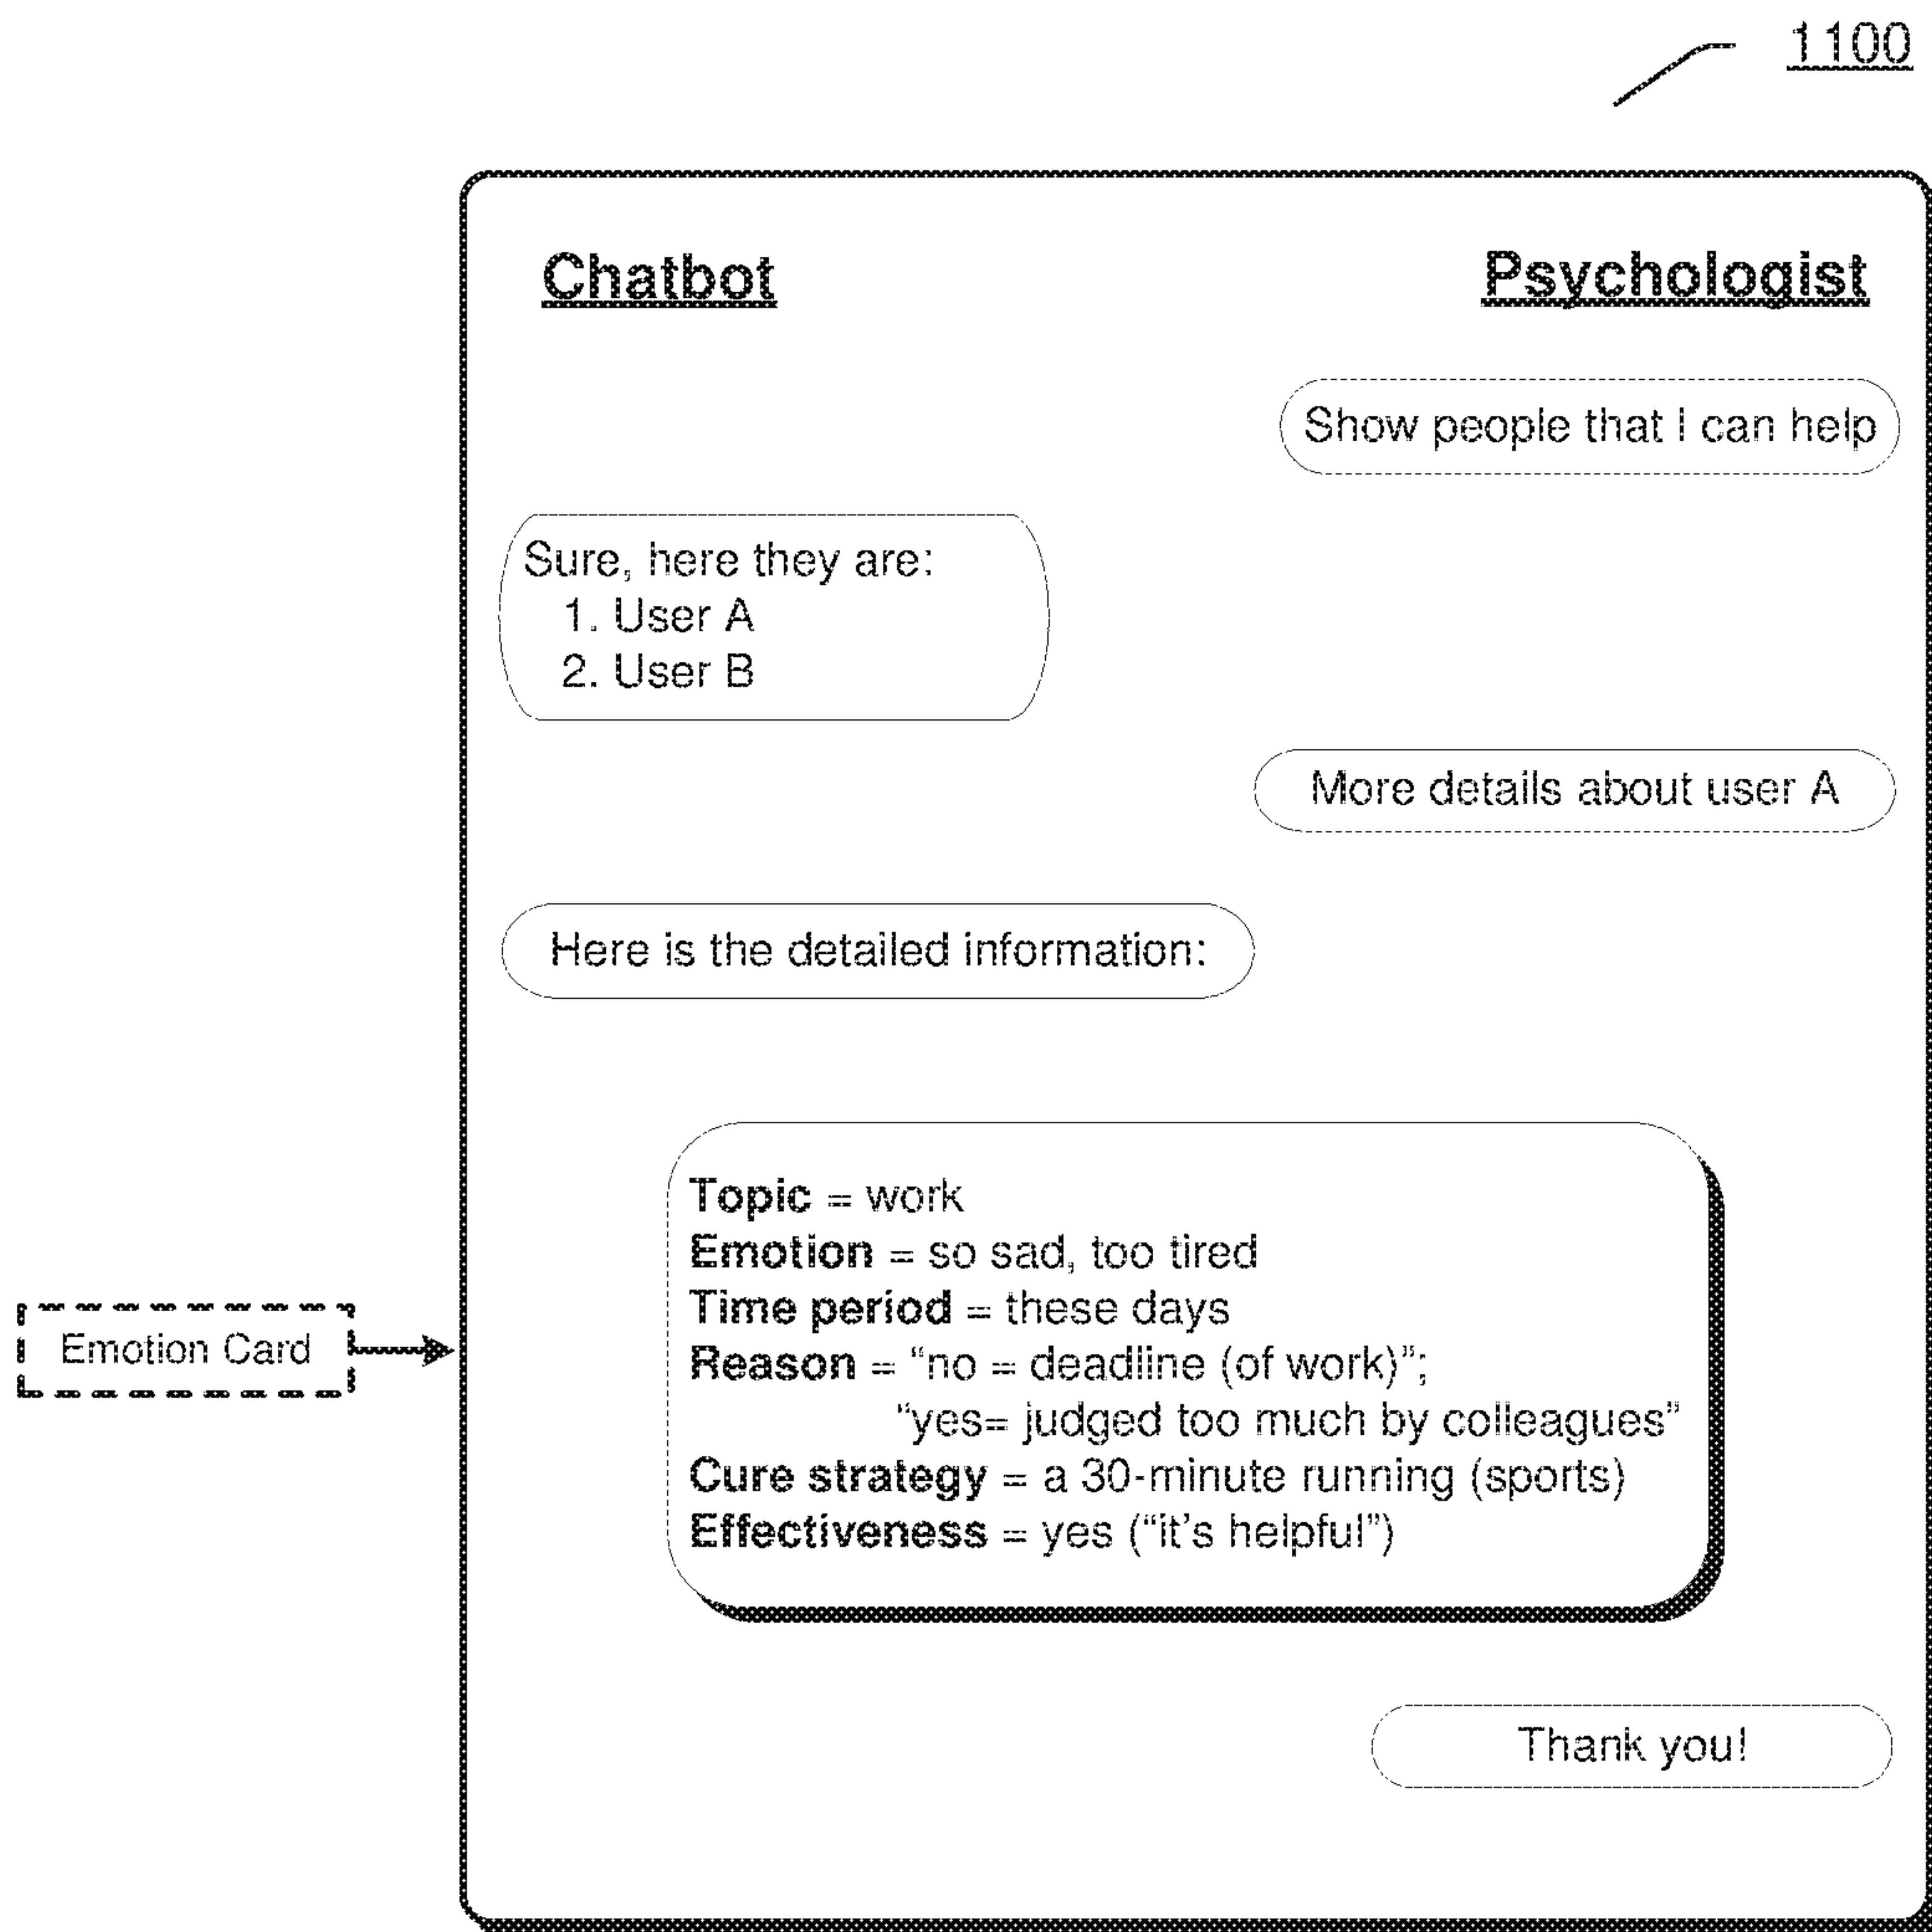 1100
Chatbot
Psychologist
Show people that I can help
Sure, here they are:
1. User A
2. User B
More details about user A
Here is the detailed information:
Topic = work
Emotion = so sad, too tired
Time period = these days
Reason = “no = deadline (of work)”;
“yes= judged too much by colleagues”
Cure strategy = a 30-minute running (sports)
Effectiveness = yes (“it’s helpful”)
Emotion Card
Thank you!